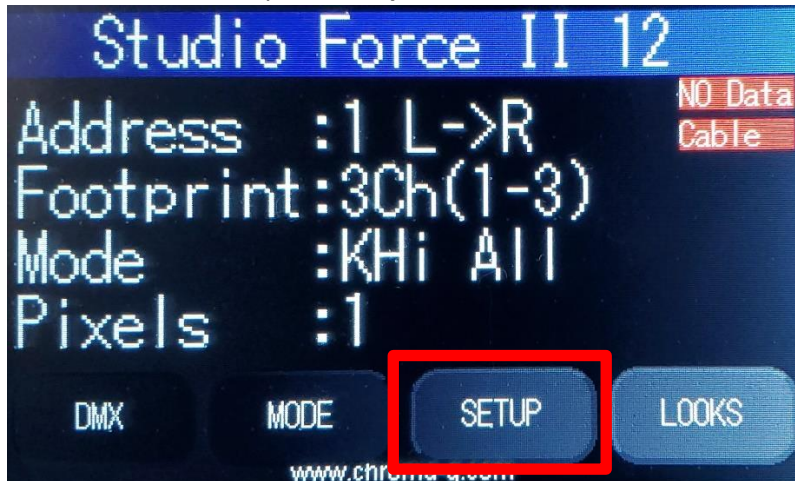 Studio Force II 12
NO Data
Cable
Address :1 L->R
Footprint:3Ch(1-3)
Mode :KHi All
Pixels :1
DMX MODE SETUP LOOKS